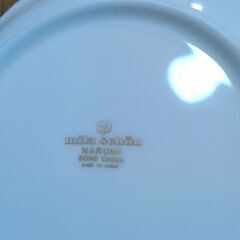 mila schön
NARUMI
BONE CHINA
MADE IN JAPAN